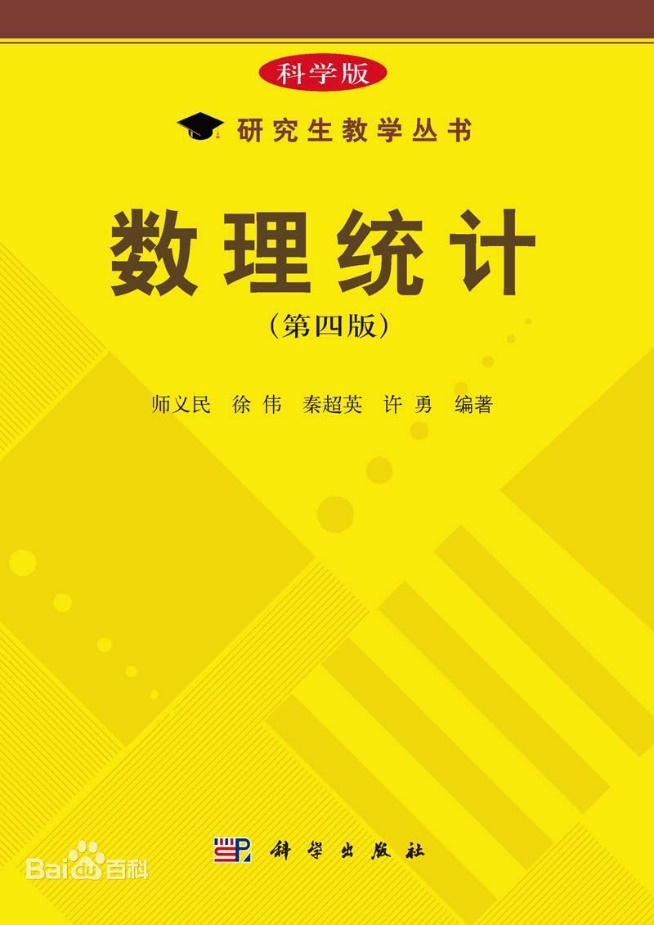 科学版
研究生教学丛书
数理统计
(第四版)
师义民 徐 伟 秦超英 许 勇 编著
科学出版社
Bai百科